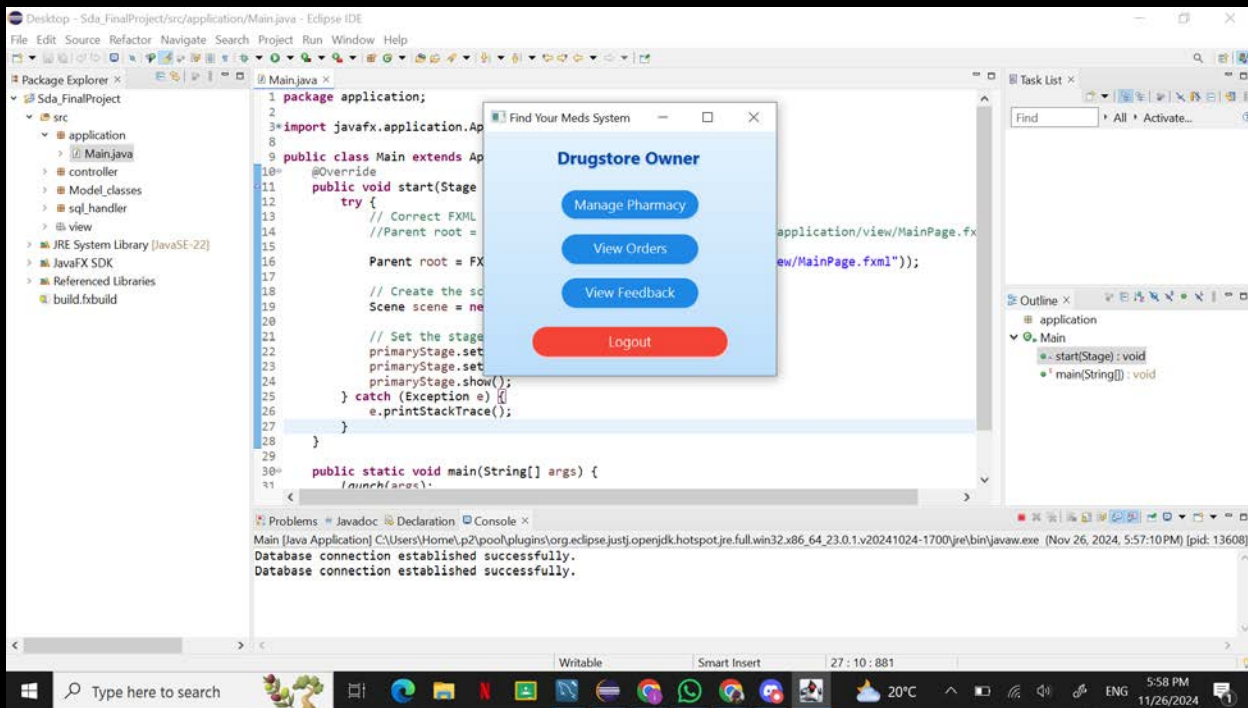 Desktop - Sda_FinalProject/src/application/Main.java - Eclipse IDE
File Edit Source Refactor Navigate Search Project Run Window Help
Package Explorer ×
Sda_FinalProject
src
application
Main.java
controller
Model_classes
sql_handler
view
JRE System Library [JavaSE-22]
JavaFX SDK
Referenced Libraries
build.fxbuild
Main.java ×
1 package application;
2
3 import javafx.application.Ap
8
9 public class Main extends Ap
10 @Override
11 public void start(Stage
12 try {
13 // Correct FXML
14 //Parent root = application/view/MainPage.fx
15
16 Parent root = FX ew/MainPage.fxml"));
17
18 // Create the sc
19 Scene scene = ne
20
21 // Set the stage
22 primaryStage.set
23 primaryStage.set
24 primaryStage.show();
25 } catch (Exception e) {
26 e.printStackTrace();
27 }
28 }
29
30 public static void main(String[] args) {
31 launch(args);
Find Your Meds System
Drugstore Owner
Manage Pharmacy
View Orders
View Feedback
Logout
Task List ×
Find All Activate...
Outline ×
application
Main
start(Stage) : void
main(String[]) : void
Problems Javadoc Declaration Console ×
Main [Java Application] C:\Users\Home\.p2\pool\plugins\org.eclipse.justj.openjdk.hotspot.jre.full.win32.x86_64_23.0.1.v20241024-1700\jre\bin\javaw.exe (Nov 26, 2024, 5:57:10 PM) [pid: 13608]
Database connection established successfully.
Database connection established successfully.
Writable Smart Insert 27 : 10 : 881
Type here to search
20°C
ENG
5:58 PM
11/26/2024